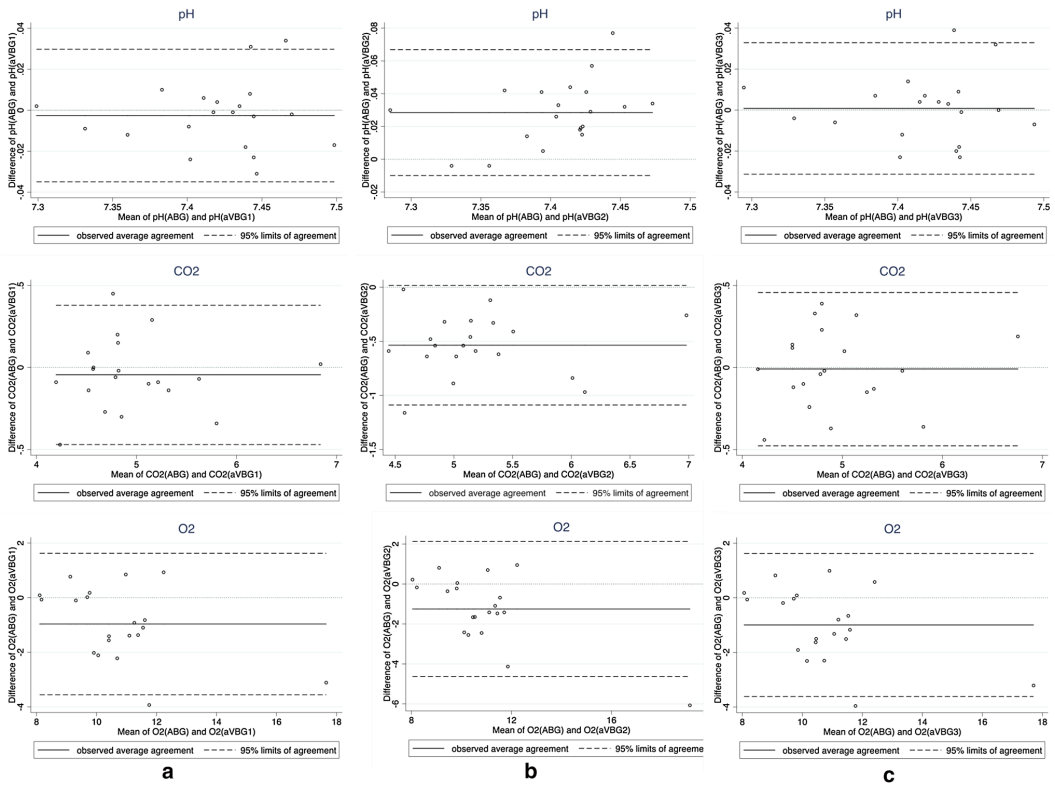 pH
Difference of pH(ABG) and pH(aVBG1)
.04
.02
0
-.02
-.04
7.3 7.35 7.4 7.45 7.5
Mean of pH(ABG) and pH(aVBG1)
observed average agreement 95% limits of agreement
pH
Difference of pH(ABG) and pH(aVBG2)
.08
.06
.04
.02
0
-.02
7.3 7.35 7.4 7.45 7.5
Mean of pH(ABG) and pH(aVBG2)
observed average agreement 95% limits of agreement
pH
Difference of pH(ABG) and pH(aVBG3)
.04
.02
0
-.02
-.04
7.3 7.35 7.4 7.45 7.5
Mean of pH(ABG) and pH(aVBG3)
observed average agreement 95% limits of agreement
CO2
Difference of CO2(ABG) and CO2(aVBG1)
.5
0
-.5
4 5 6 7
Mean of CO2(ABG) and CO2(aVBG1)
observed average agreement 95% limits of agreement
CO2
Difference of CO2(ABG) and CO2(aVBG2)
0
-.5
-1
-1.5
4.5 5 5.5 6 6.5 7
Mean of CO2(ABG) and CO2(aVBG2)
observed average agreement 95% limits of agreement
CO2
Difference of CO2(ABG) and CO2(aVBG3)
.5
0
-.5
4 5 6 7
Mean of CO2(ABG) and CO2(aVBG3)
observed average agreement 95% limits of agreement
O2
Difference of O2(ABG) and O2(aVBG1)
2
0
-2
-4
8 10 12 14 16 18
Mean of O2(ABG) and O2(aVBG1)
observed average agreement 95% limits of agreement
a
O2
Difference of O2(ABG) and O2(aVBG2)
2
0
-2
-4
-6
8 12 16
Mean of O2(ABG) and O2(aVBG2)
observed average agreement 95% limits of agreeme
b
O2
Difference of O2(ABG) and O2(aVBG3)
2
0
-2
-4
8 10 12 14 16 18
Mean of O2(ABG) and O2(aVBG3)
observed average agreement 95% limits of agreement
c